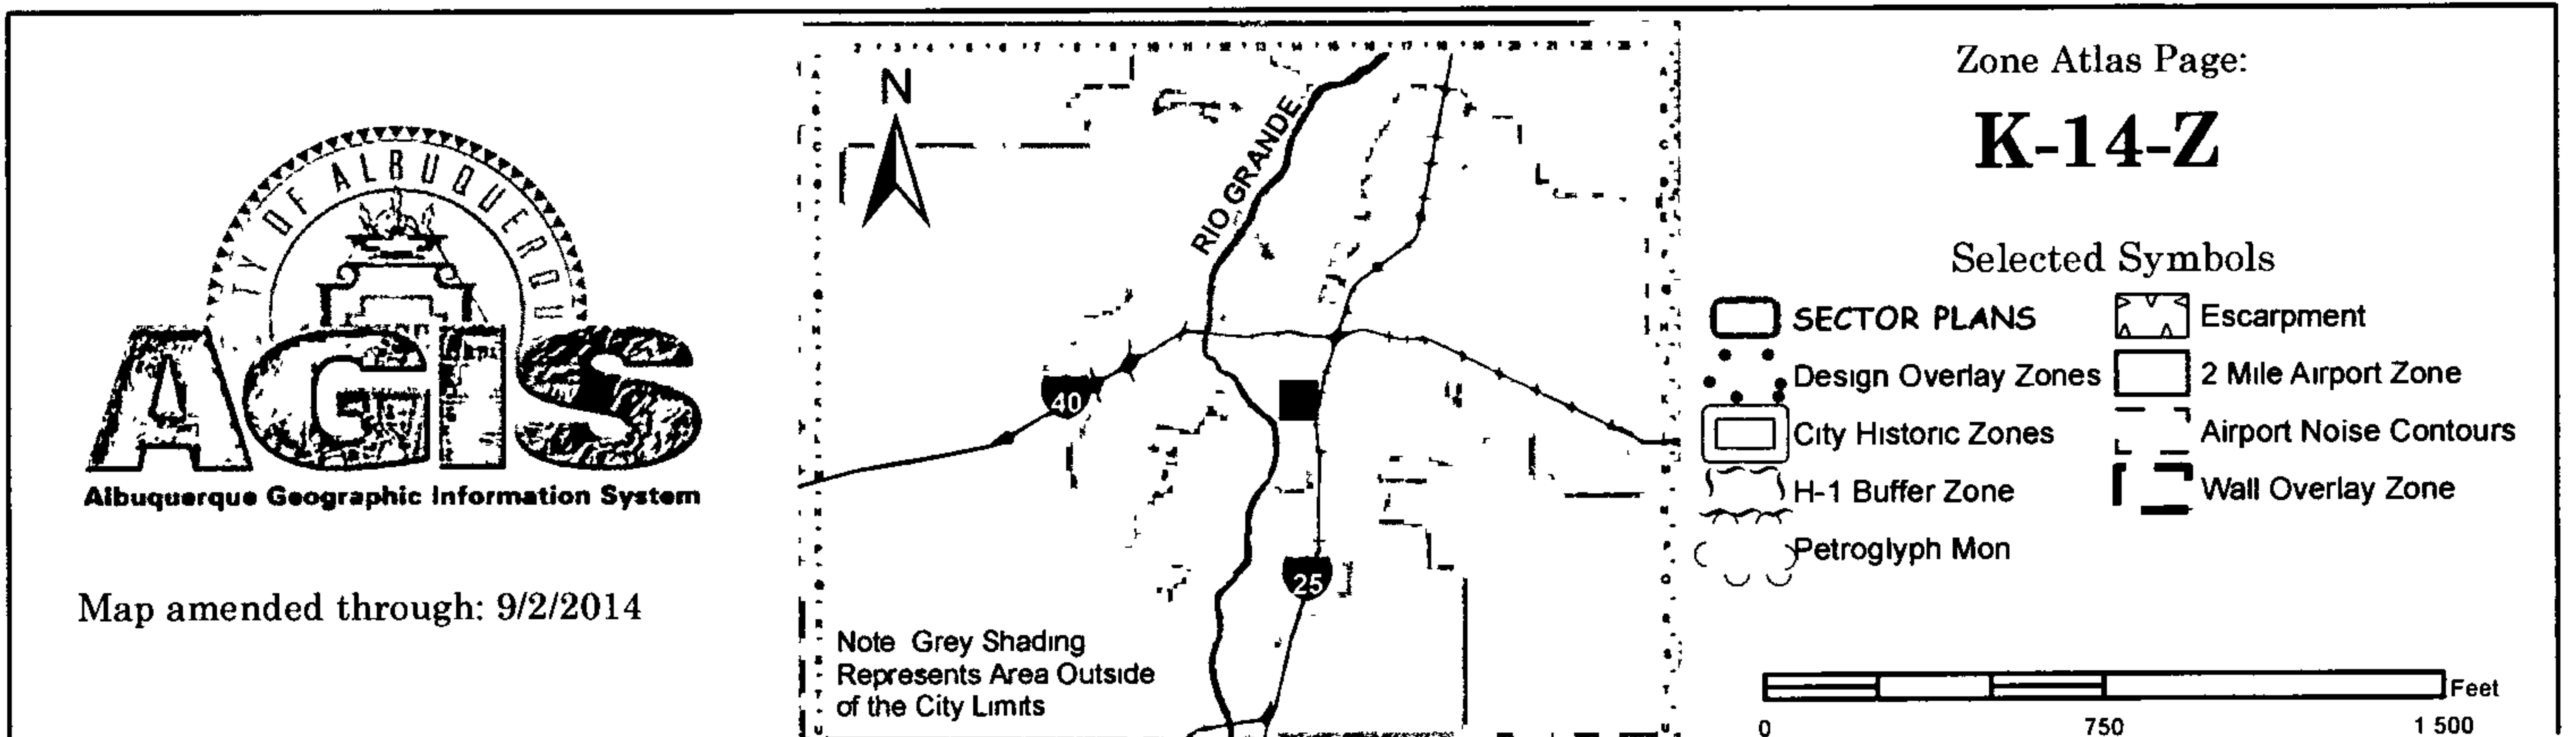 CITY OF ALBUQUERQUE
AGIS
Albuquerque Geographic Information System
Map amended through: 9/2/2014
N
RIO GRANDE
40
25
Note Grey Shading
Represents Area Outside
of the City Limits
Zone Atlas Page:
K-14-Z
Selected Symbols
SECTOR PLANS
Escarpment
Design Overlay Zones
2 Mile Airport Zone
City Historic Zones
Airport Noise Contours
H-1 Buffer Zone
Wall Overlay Zone
Petroglyph Mon
Feet
0 750 1 500